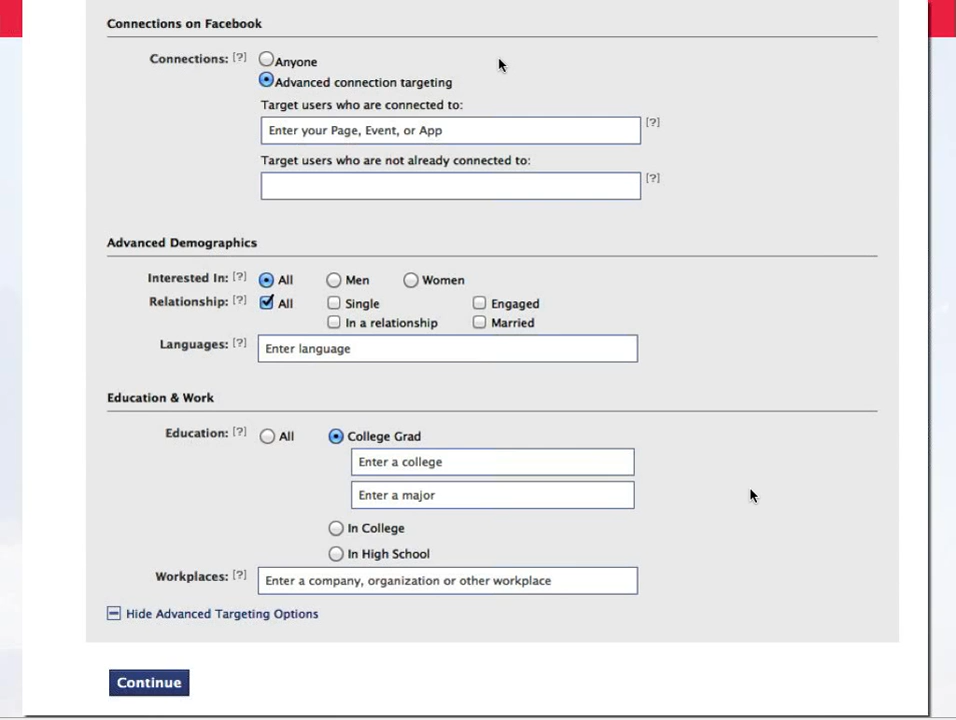 Connections on Facebook
Connections: [?] Anyone
Advanced connection targeting
Target users who are connected to:
Enter your Page, Event, or App [?]
Target users who are not already connected to:
[?]
Advanced Demographics
Interested In: [?] All Men Women
Relationship: [?] All Single Engaged
In a relationship Married
Languages: [?] Enter language
Education & Work
Education: [?] All College Grad
Enter a college
Enter a major
In College
In High School
Workplaces: [?] Enter a company, organization or other workplace
Hide Advanced Targeting Options
Continue